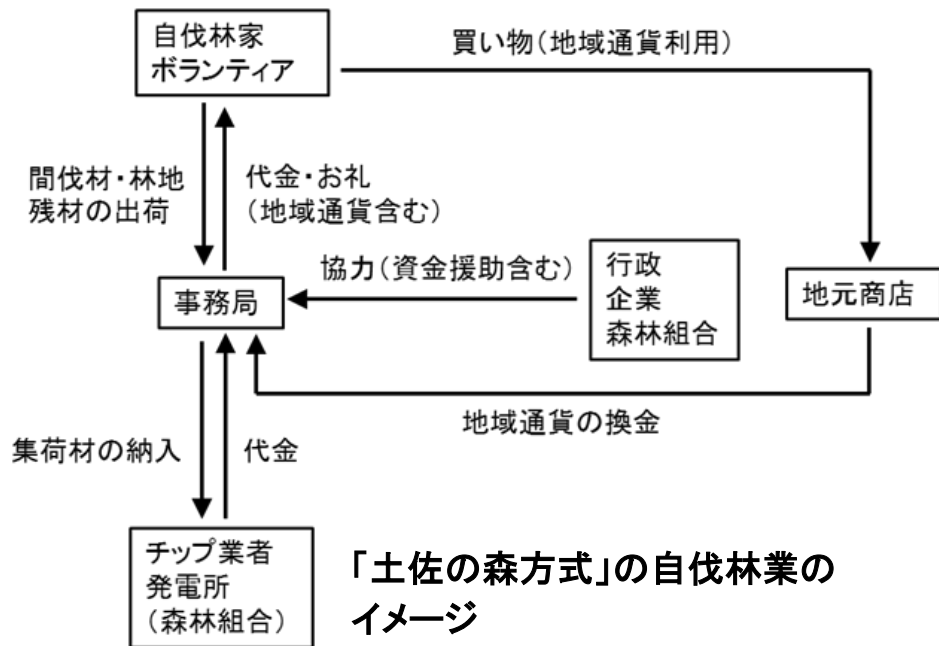 自伐林家
ボランティア
買い物(地域通貨利用)
間伐材・林地
残材の出荷
代金・お礼
(地域通貨含む)
協力(資金援助含む)
行政
企業
森林組合
地元商店
事務局
地域通貨の換金
集荷材の納入
代金
チップ業者
発電所
(森林組合)
「土佐の森方式」の自伐林業の
イメージ